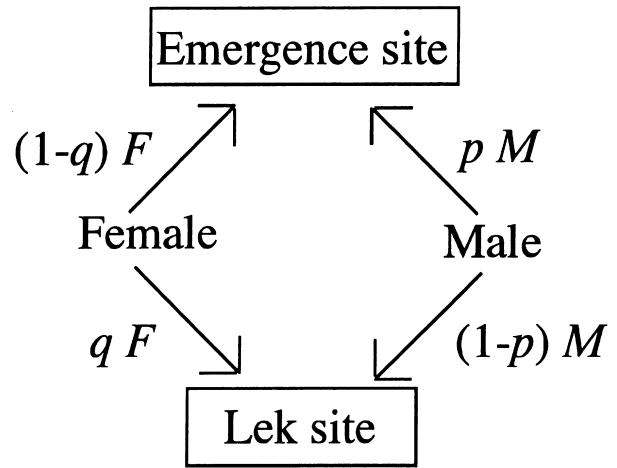 Emergence site
(1-q) F
p M
Female
Male
q F
(1-p) M
Lek site